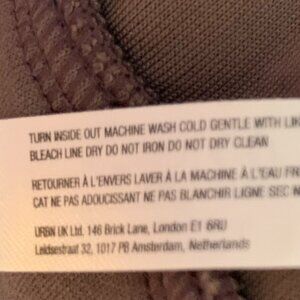 TURN INSIDE OUT MACHINE WASH COLD GENTLE WITH LIK
BLEACH LINE DRY DO NOT IRON DO NOT DRY CLEAN
RETOURNER À L'ENVERS LAVER À LA MACHINE À L'EAU FR
CAT NE PAS ADOUCISSANT NE PAS BLANCHIR LIGNE SEC
URBN UK Ltd. 146 Brick Lane, London E1 6RU
Leidsestraat 32, 1017 PB Amsterdam, Netherlands